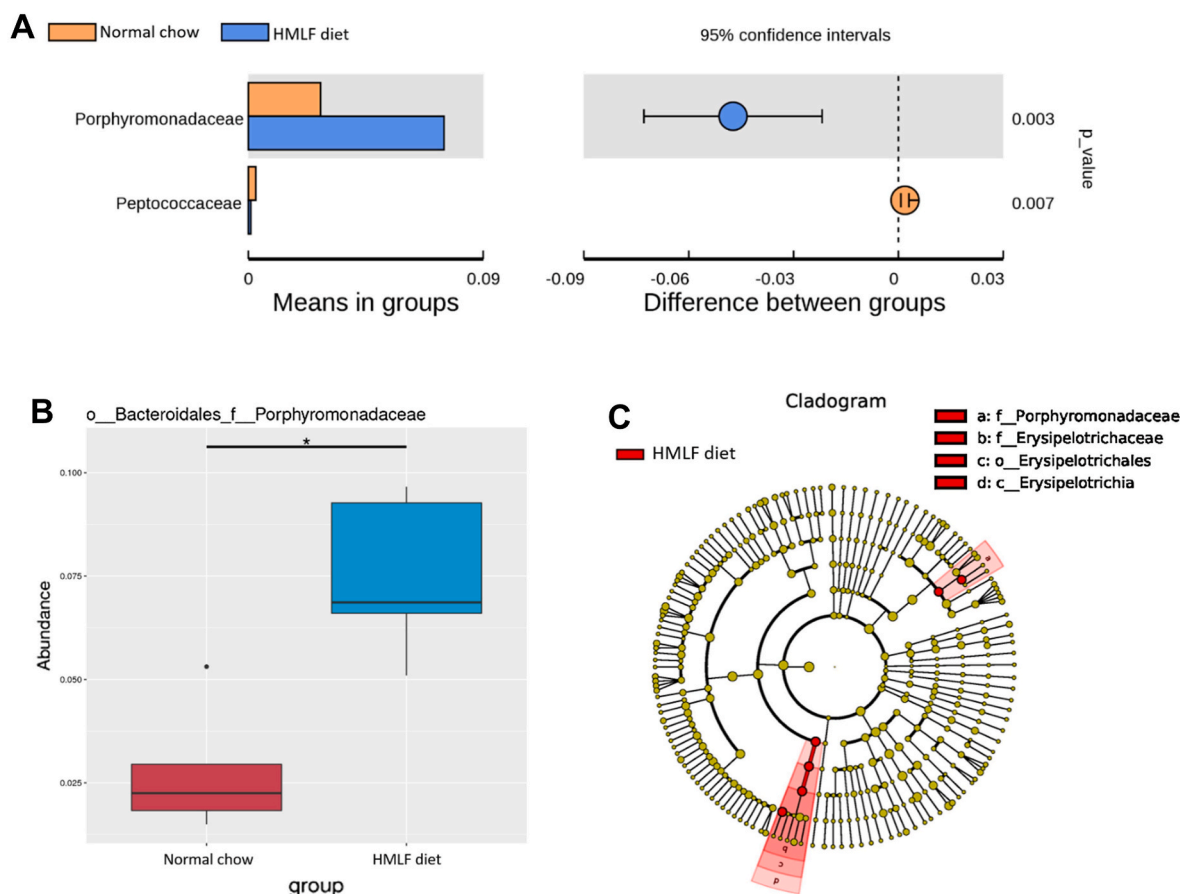 A
Normal chow
HMLF diet
95% confidence intervals
Porphyromonadaceae
0.003
Peptococcaceae
0.007
p_value
0
0.09
-0.09
-0.06
-0.03
0
0.03
Means in groups
Difference between groups
B
o__Bacteroidales_f__Porphyromonadaceae
*
0.100
0.075
0.050
0.025
Abundance
Normal chow
HMLF diet
group
C
Cladogram
HMLF diet
a: f__Porphyromonadaceae
b: f__Erysipelotrichaceae
c: o__Erysipelotrichales
d: c__Erysipelotrichia
a
b
c
d